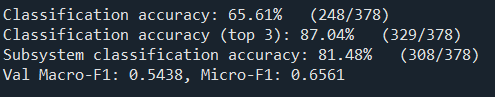 Classification accuracy: 65.61%   (248/378)
Classification accuracy (top 3): 87.04%   (329/378)
Subsystem classification accuracy: 81.48%   (308/378)
Val Macro-F1: 0.5438, Micro-F1: 0.6561